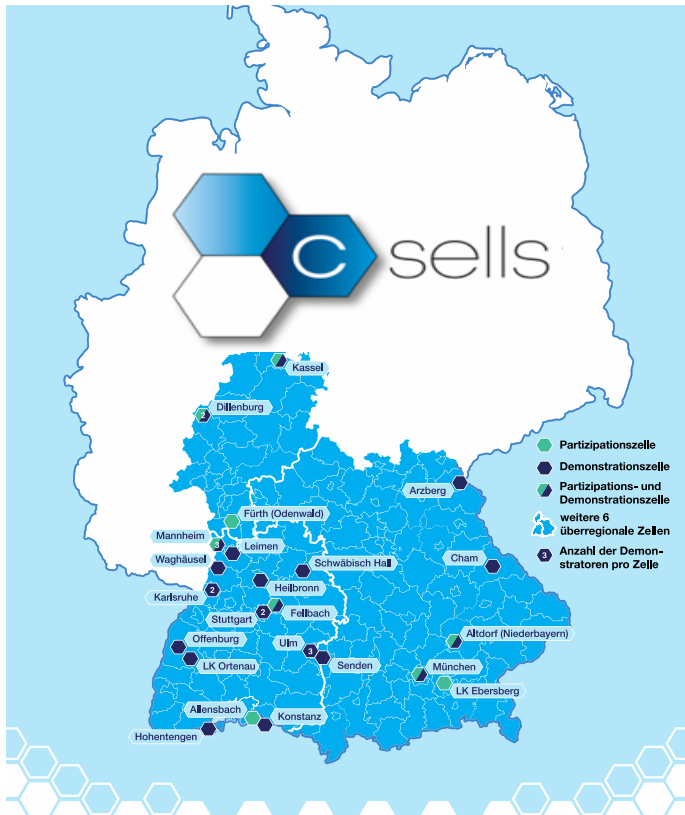 c sells
Kassel
2
Dillenburg
Partizipationszelle
Demonstrationszelle
Partizipations- und
Demonstrationszelle
weitere 6
überregionale Zellen
3
Anzahl der Demon-
stratoren pro Zelle
Arzberg
Fürth (Odenwald)
Mannheim
3
Leimen
Waghäusel
Schwäbisch Hall
Cham
Heilbronn
Karlsruhe
2
Stuttgart
2
Fellbach
Offenburg
Ulm
3
Altdorf (Niederbayern)
LK Ortenau
Senden
München
LK Ebersberg
Allensbach
Konstanz
Hohentengen